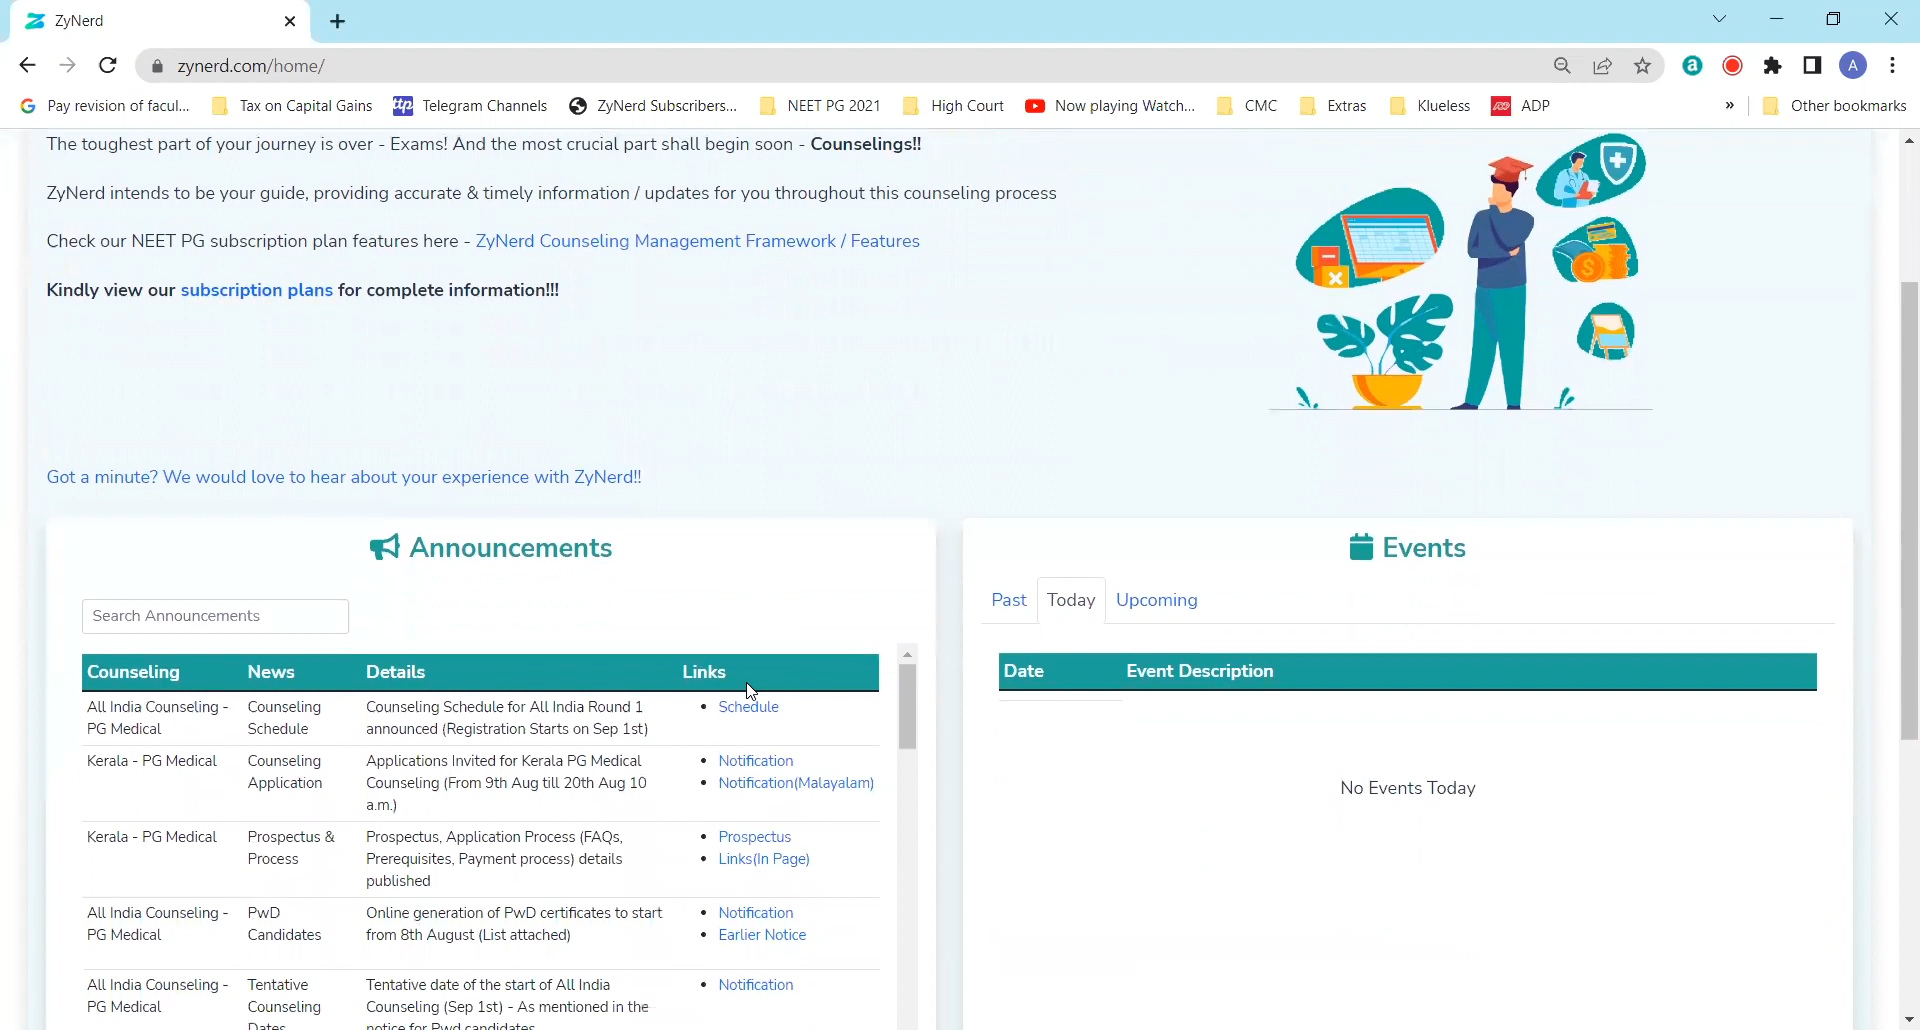 ZyNerd
zynerd.com/home/
A
Pay revision of facul...
Tax on Capital Gains
ttp Telegram Channels
ZyNerd Subscribers...
NEET PG 2021
High Court
Now playing Watch...
CMC
Extras
Klueless
ADP
»
Other bookmarks
The toughest part of your journey is over - Exams! And the most crucial part shall begin soon - Counselings!!
ZyNerd intends to be your guide, providing accurate & timely information / updates for you throughout this counseling process
Check our NEET PG subscription plan features here - ZyNerd Counseling Management Framework / Features
Kindly view our subscription plans for complete information!!!
Got a minute? We would love to hear about your experience with ZyNerd!!
Announcements
Search Announcements
Counseling News Details Links
All India Counseling - PG Medical
Counseling Schedule
Counseling Schedule for All India Round 1
announced (Registration Starts on Sep 1st)
• Schedule
Kerala - PG Medical
Counseling Application
Applications Invited for Kerala PG Medical
Counseling (From 9th Aug till 20th Aug 10
a.m.)
• Notification
• Notification(Malayalam)
Kerala - PG Medical
Prospectus & Process
Prospectus, Application Process (FAQs,
Prerequisites, Payment process) details
published
• Prospectus
• Links(In Page)
All India Counseling - PG Medical
PwD Candidates
Online generation of PwD certificates to start
from 8th August (List attached)
• Notification
• Earlier Notice
All India Counseling - PG Medical
Tentative Counseling Dates
Tentative date of the start of All India
Counseling (Sep 1st) - As mentioned in the
notice for Pwd candidates
• Notification
Events
Past Today Upcoming
Date Event Description
No Events Today